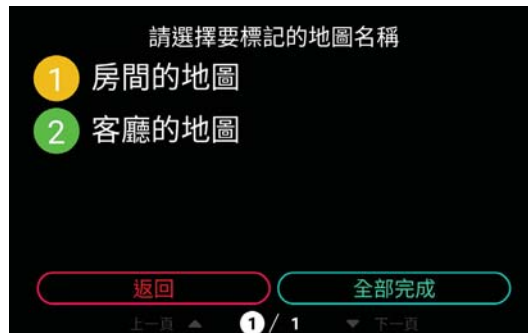 請選擇要標記的地圖名稱
1 房間的地圖
2 客廳的地圖
返回 全部完成
上一頁 ▲ 1 / 1 ▼ 下一頁